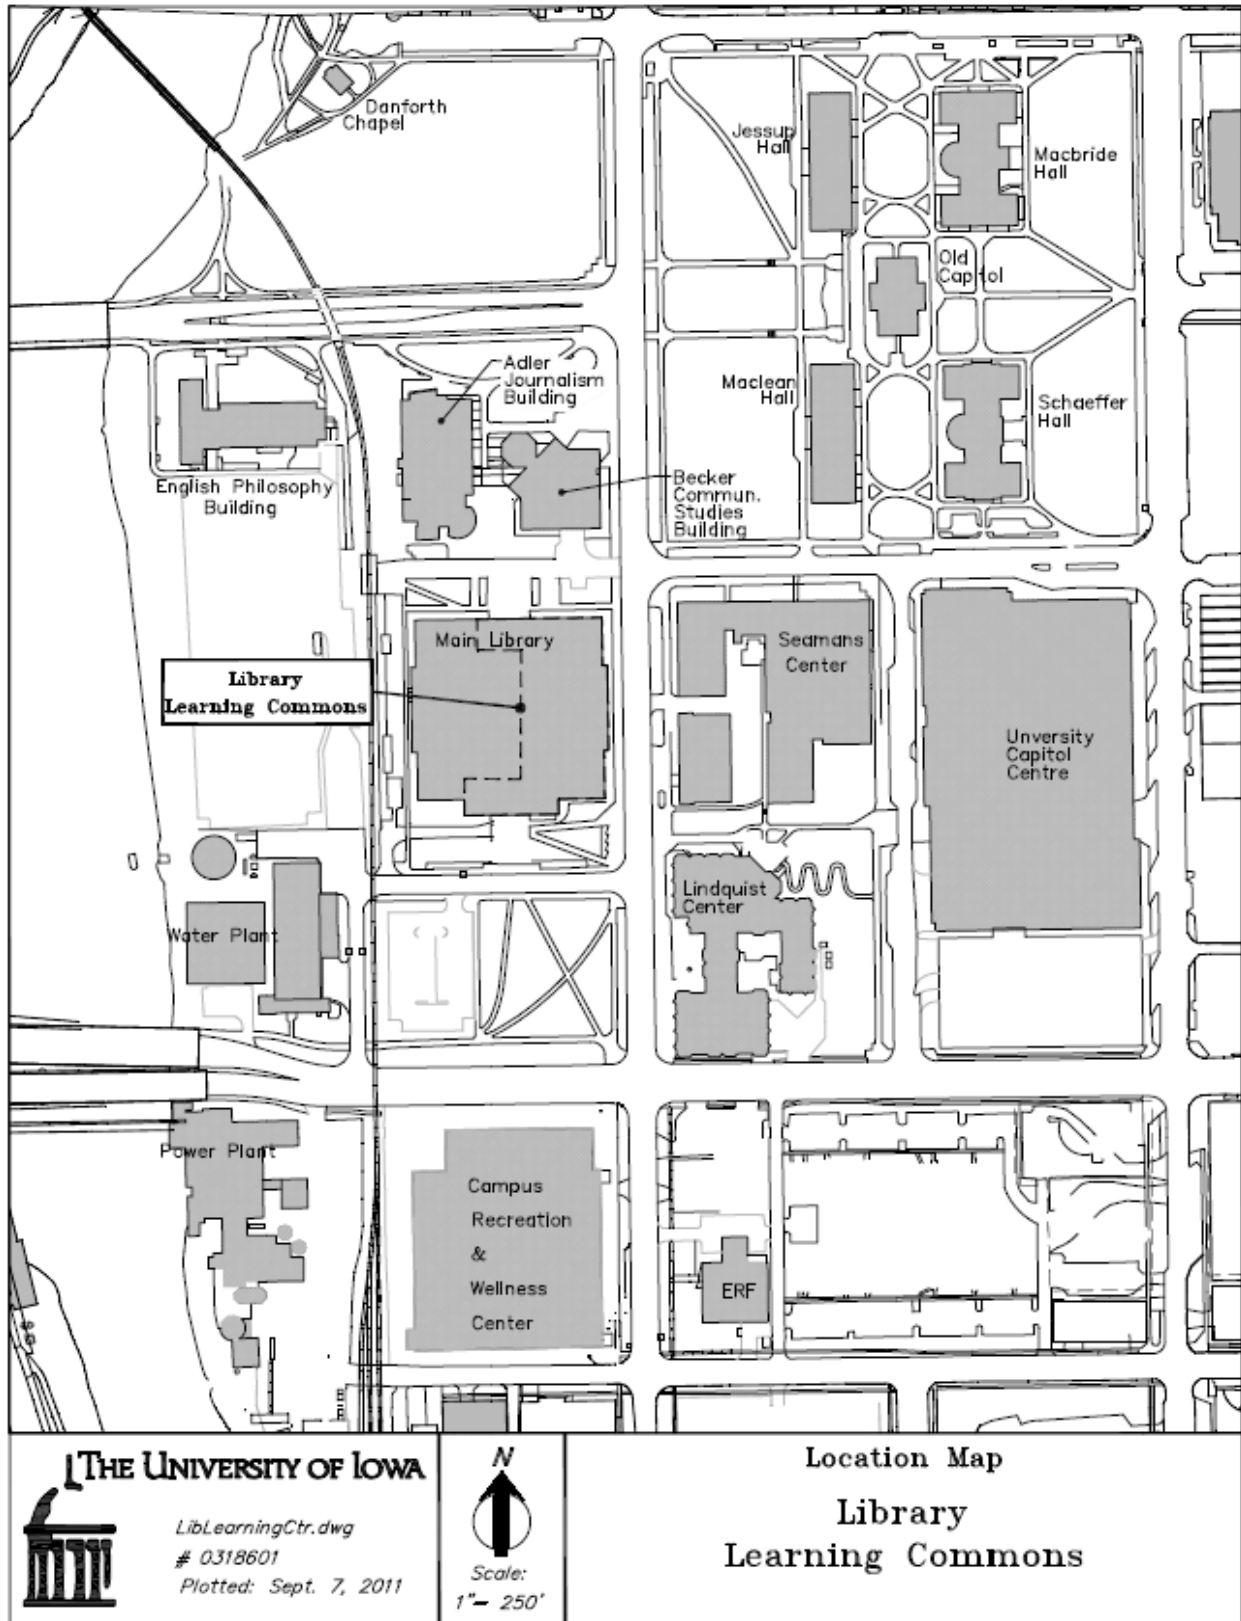 Danforth
Chapel
Jessup
Hall
Macbride
Hall
Old
Capitol
Adler
Journalism
Building
Maclean
Hall
Schaeffer
Hall
English Philosophy
Building
Becker
Commun.
Studies
Building
Main Library
Seamans
Center
Library
Learning Commons
Unversity
Capitol
Centre
Lindquist
Center
Water Plant
Power Plant
Campus
Recreation
&
Wellness
Center
ERF
THE UNIVERSITY OF IOWA
LibLearningCtr.dwg
# 0318601
Plotted: Sept. 7, 2011
N
Scale:
1"= 250'
Location Map
Library
Learning Commons